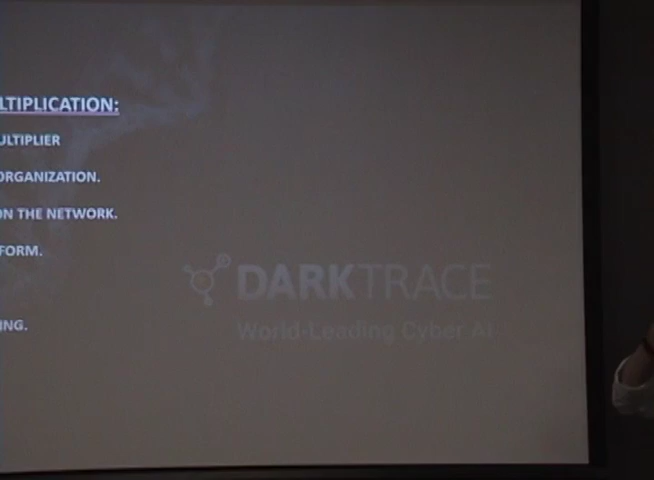 LTIPLICATION:
ULTIPLIER
ORGANIZATION.
ON THE NETWORK.
FORM.
DARKTRACE
World-Leading Cyber AI
ING.